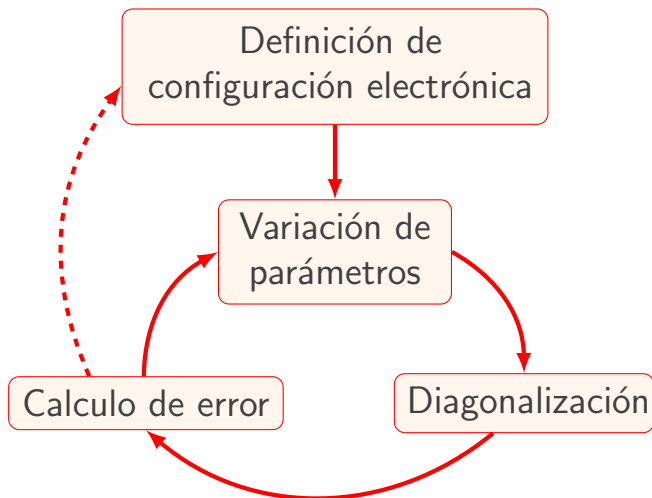 Definición de
configuración electrónica
Variación de
parámetros
Calculo de error
Diagonalización